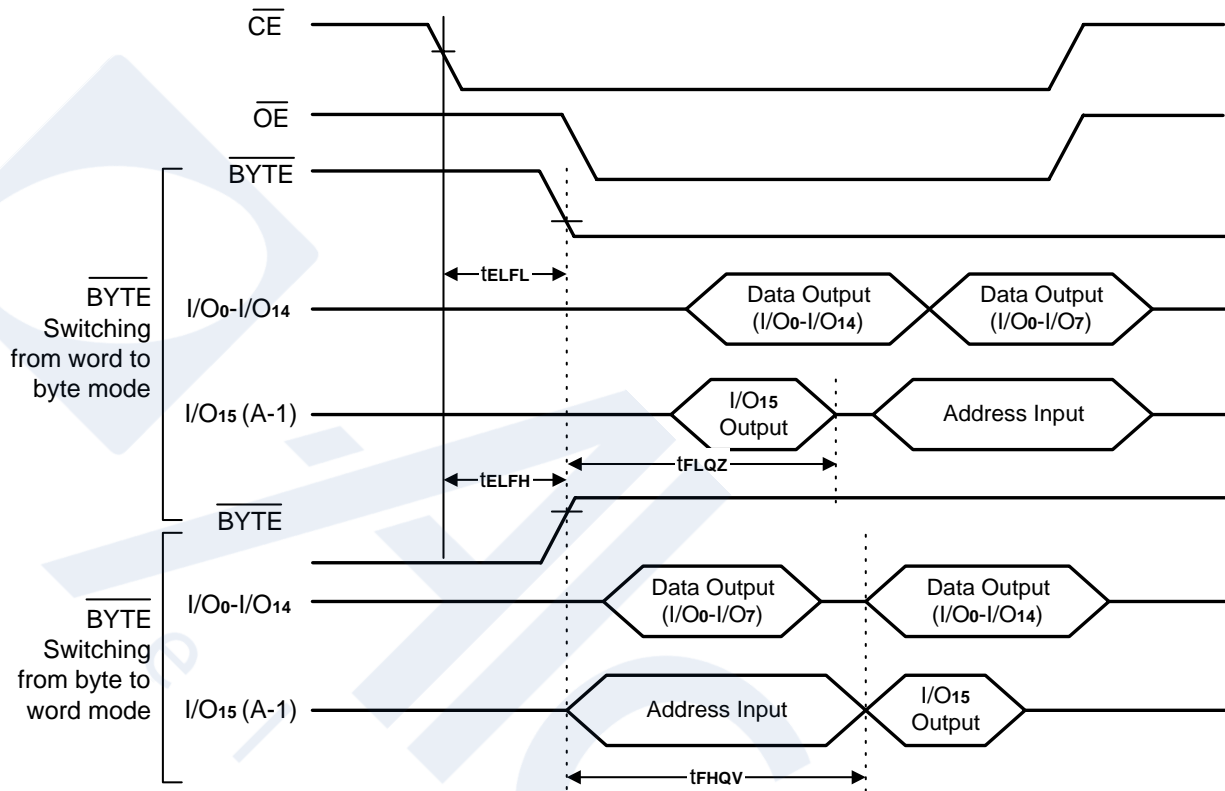 CE
OE
BYTE
tELFL
BYTE
Switching
from word to
byte mode
I/O0-I/O14
Data Output
(I/O0-I/O14)
Data Output
(I/O0-I/O7)
I/O15 (A-1)
I/O15
Output
Address Input
tELFH
tFLQZ
BYTE
BYTE
Switching
from byte to
word mode
I/O0-I/O14
Data Output
(I/O0-I/O7)
Data Output
(I/O0-I/O14)
I/O15 (A-1)
Address Input
I/O15
Output
tFHQV